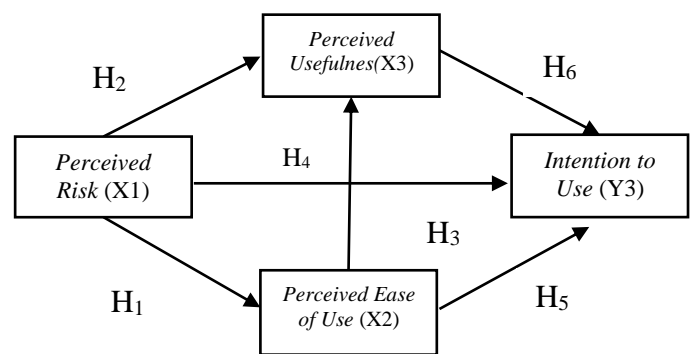 Perceived
Usefulnes(X3)
H2
H6
Perceived
Risk (X1)
H4
Intention to
Use (Y3)
H3
H1
Perceived Ease
of Use (X2)
H5